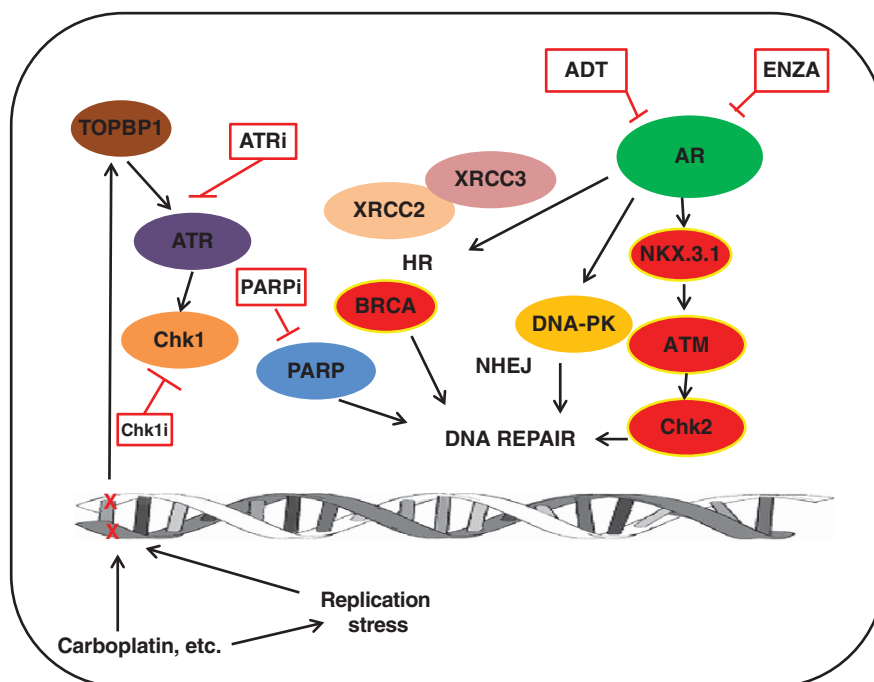 ADT
ENZA
TOPBP1
ATRi
AR
XRCC3
XRCC2
ATR
HR
NKX.3.1
PARPi
BRCA
DNA-PK
Chk1
ATM
PARP
NHEJ
Chk1i
DNA REPAIR
Chk2
X
X
Replication
stress
Carboplatin, etc.